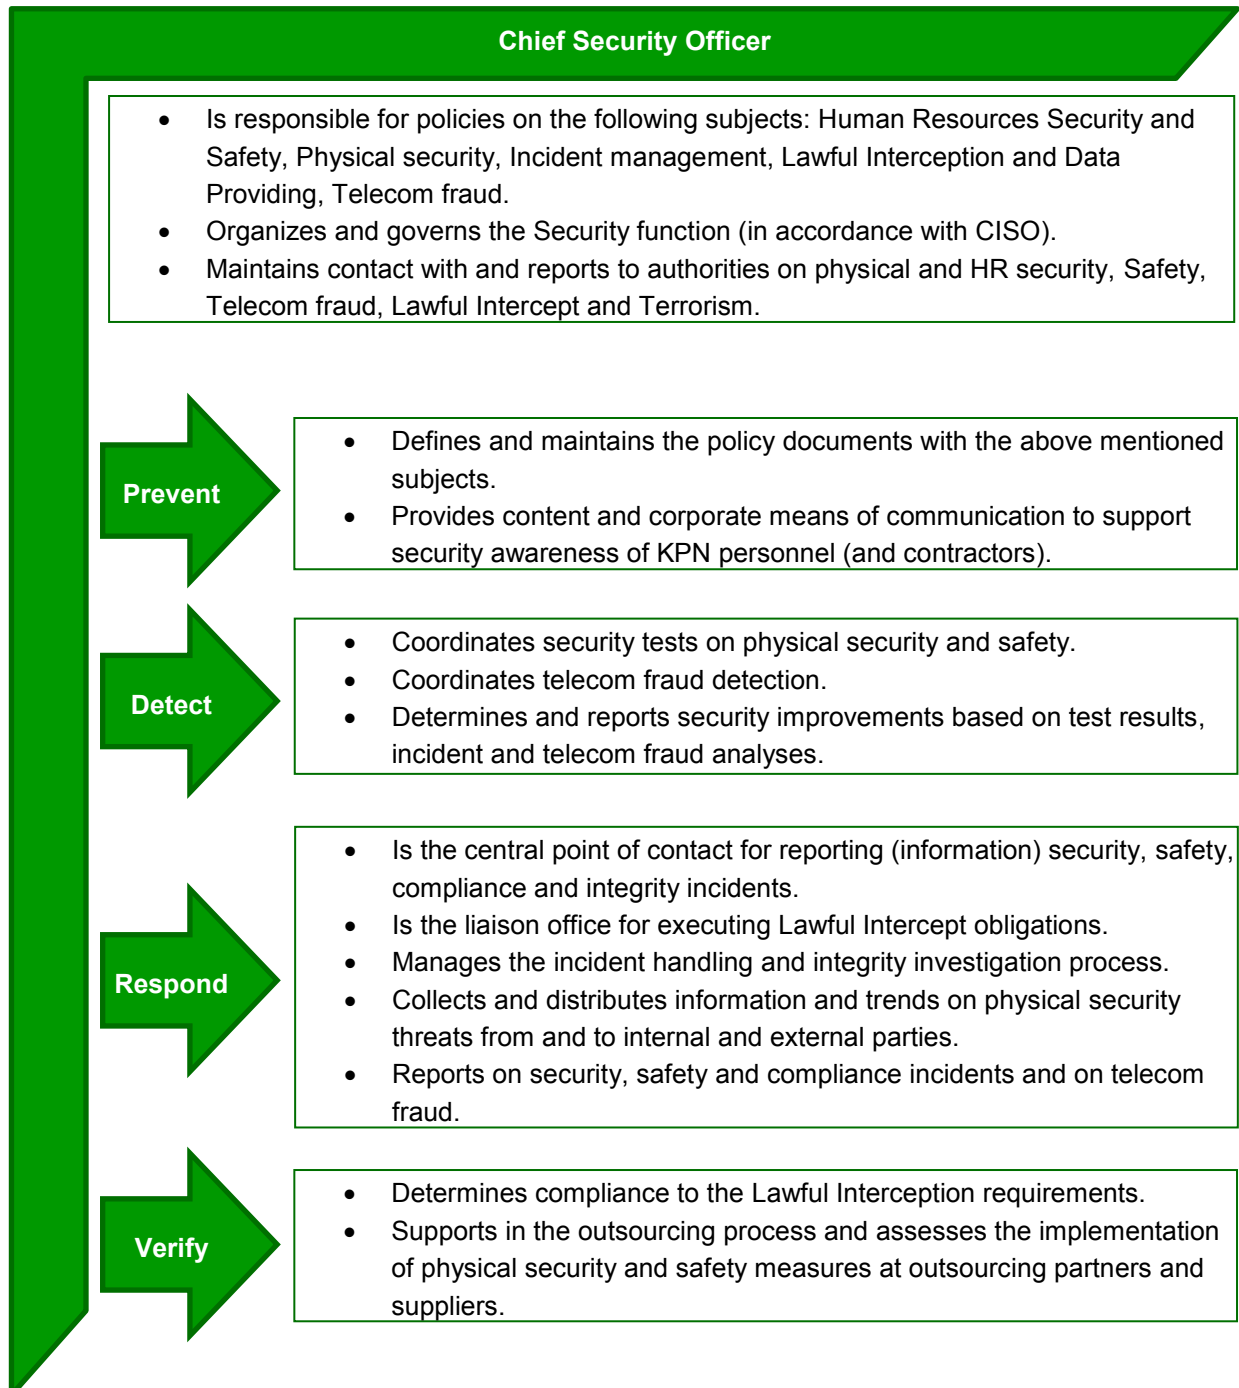 Chief Security Officer
• Is responsible for policies on the following subjects: Human Resources Security and
Safety, Physical security, Incident management, Lawful Interception and Data
Providing, Telecom fraud.
• Organizes and governs the Security function (in accordance with CISO).
• Maintains contact with and reports to authorities on physical and HR security, Safety,
Telecom fraud, Lawful Intercept and Terrorism.
Prevent
• Defines and maintains the policy documents with the above mentioned
subjects.
• Provides content and corporate means of communication to support
security awareness of KPN personnel (and contractors).
Detect
• Coordinates security tests on physical security and safety.
• Coordinates telecom fraud detection.
• Determines and reports security improvements based on test results,
incident and telecom fraud analyses.
Respond
• Is the central point of contact for reporting (information) security, safety,
compliance and integrity incidents.
• Is the liaison office for executing Lawful Intercept obligations.
• Manages the incident handling and integrity investigation process.
• Collects and distributes information and trends on physical security
threats from and to internal and external parties.
• Reports on security, safety and compliance incidents and on telecom
fraud.
Verify
• Determines compliance to the Lawful Interception requirements.
• Supports in the outsourcing process and assesses the implementation
of physical security and safety measures at outsourcing partners and
suppliers.